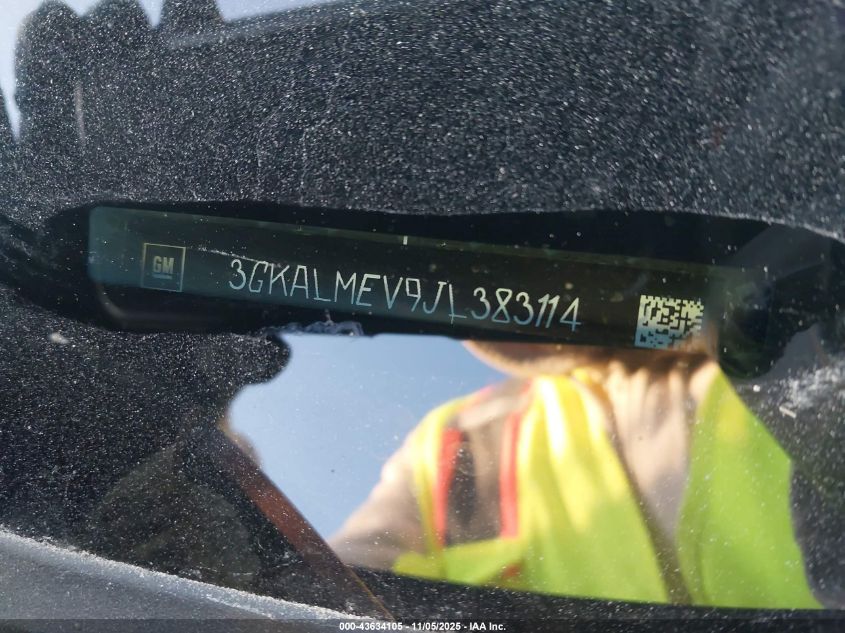 GM
3GKALMEV9JL383114
000-43634105 - 11/05/2025 - IAA Inc.